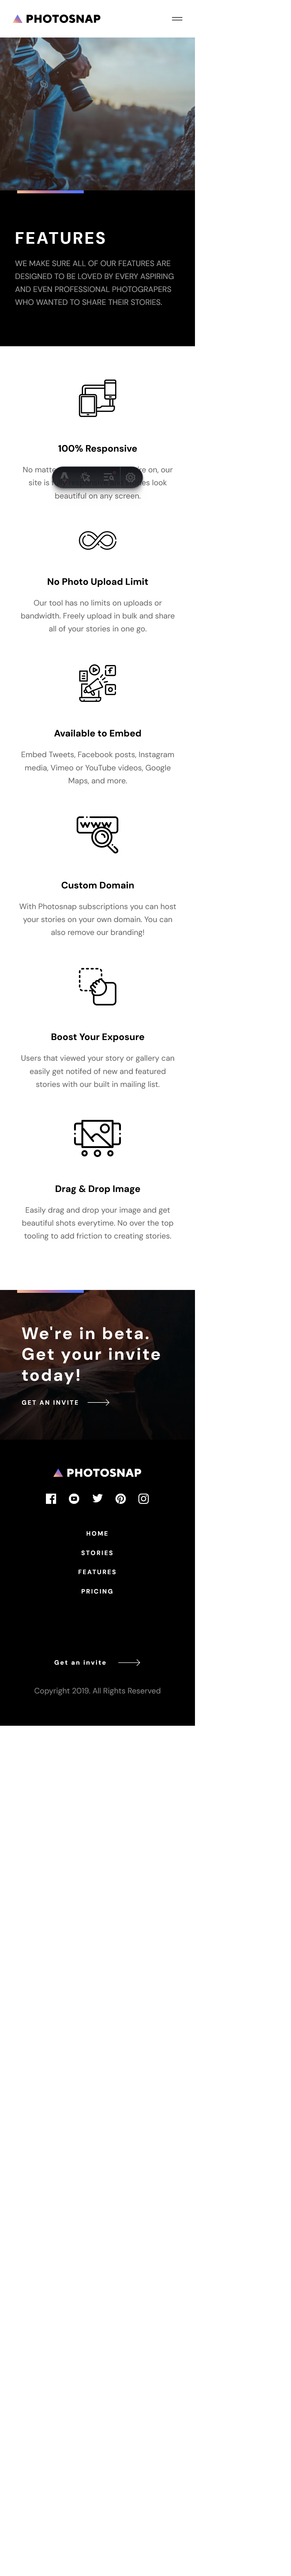 PHOTOSNAP
FEATURES
WE MAKE SURE ALL OF OUR FEATURES ARE
DESIGNED TO BE LOVED BY EVERY ASPIRING
AND EVEN PROFESSIONAL PHOTOGRAPERS
WHO WANTED TO SHARE THEIR STORIES.
100% Responsive
No on, our
site is look
beautiful on any screen.
No Photo Upload Limit
Our tool has no limits on uploads or
bandwidth. Freely upload in bulk and share
all of your stories in one go.
Available to Embed
Embed Tweets, Facebook posts, Instagram
media, Vimeo or YouTube videos, Google
Maps, and more.
WWW
Custom Domain
With Photosnap subscriptions you can host
your stories on your own domain. You can
also remove our branding!
Boost Your Exposure
Users that viewed your story or gallery can
easily get notifed of new and featured
stories with our built in mailing list.
Drag & Drop Image
Easily drag and drop your image and get
beautiful shots everytime. No over the top
tooling to add friction to creating stories.
We're in beta.
Get your invite
today!
GET AN INVITE
PHOTOSNAP
HOME
STORIES
FEATURES
PRICING
Get an invite
Copyright 2019. All Rights Reserved